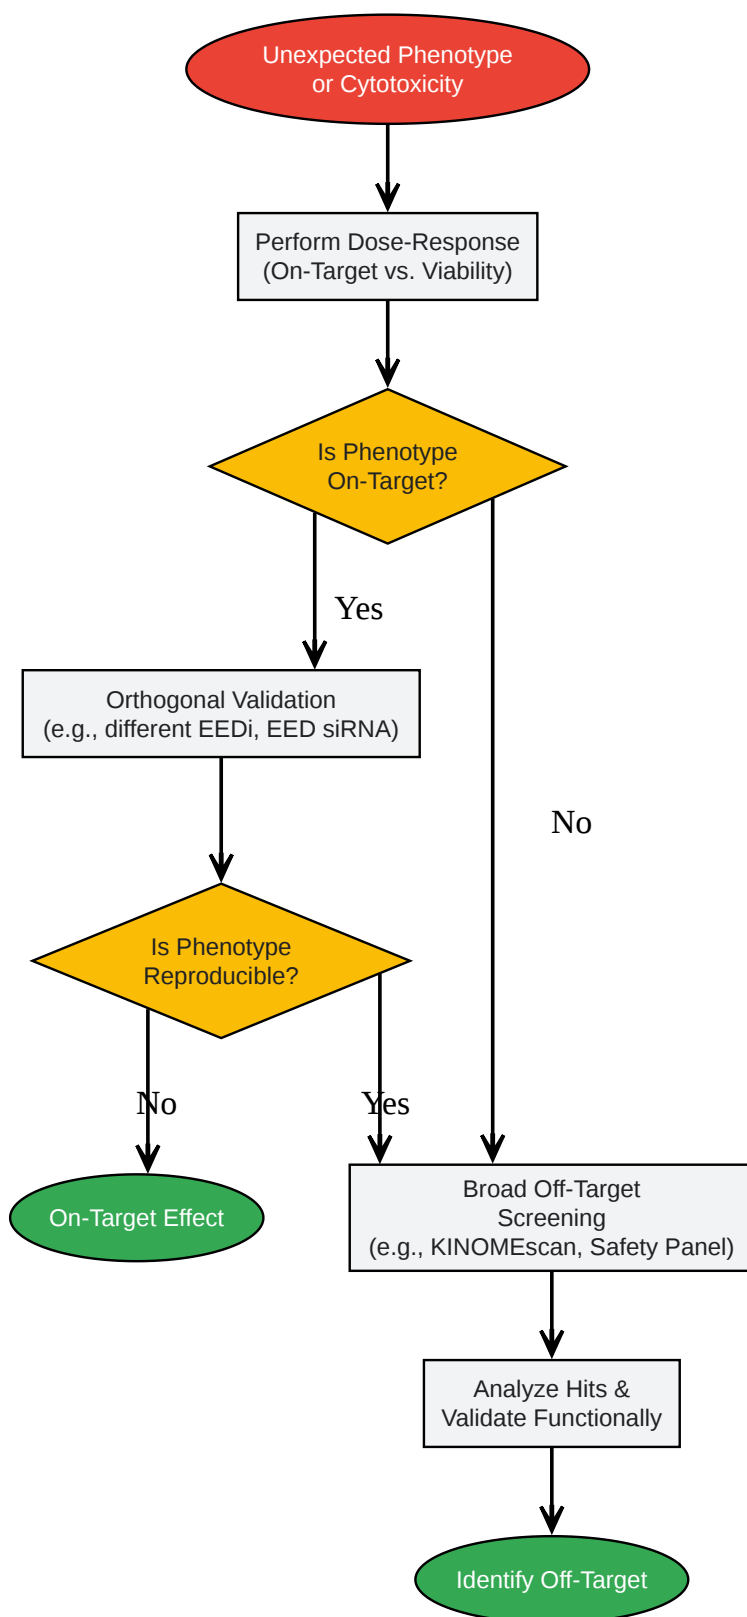 Unexpected Phenotype
or Cytotoxicity
Perform Dose-Response
(On-Target vs. Viability)
Is Phenotype
On-Target?
Yes
Orthogonal Validation
(e.g., different EEDi, EED siRNA)
No
Is Phenotype
Reproducible?
No
Yes
On-Target Effect
Broad Off-Target
Screening
(e.g., KINOMEscan, Safety Panel)
Analyze Hits &
Validate Functionally
Identify Off-Target